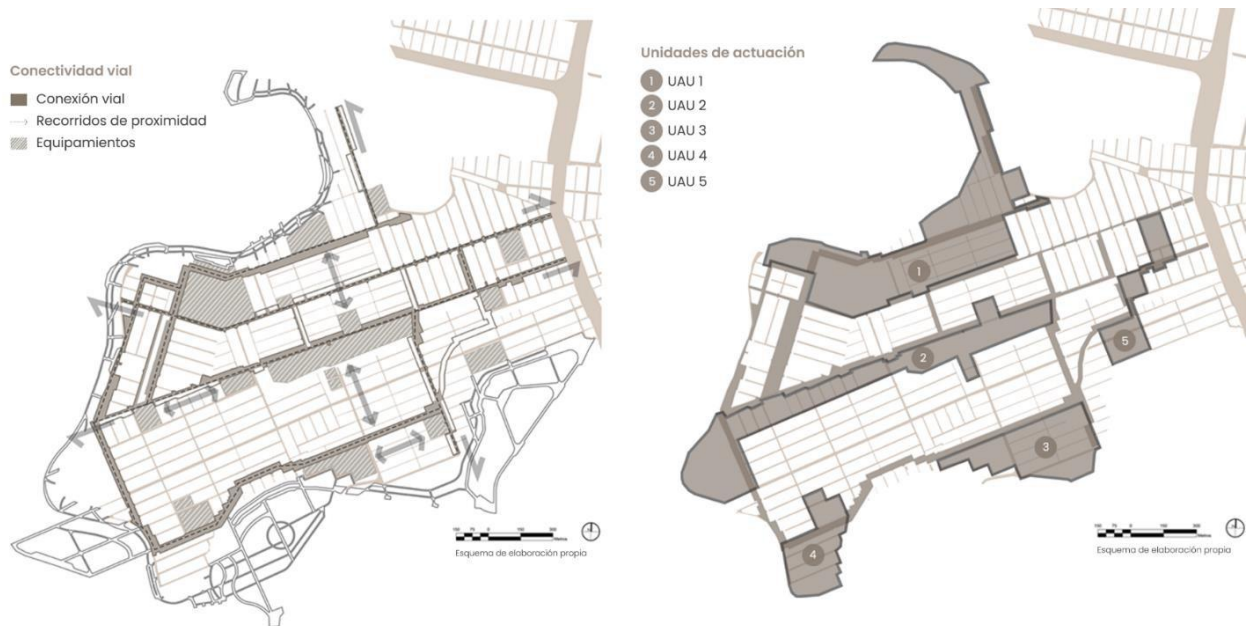 Conectividad vial
Conexión vial
Recorridos de proximidad
Equipamientos
Esquema de elaboración propia
Unidades de actuación
1 UAU 1
2 UAU 2
3 UAU 3
4 UAU 4
5 UAU 5
1
2
5
3
4
Esquema de elaboración propia